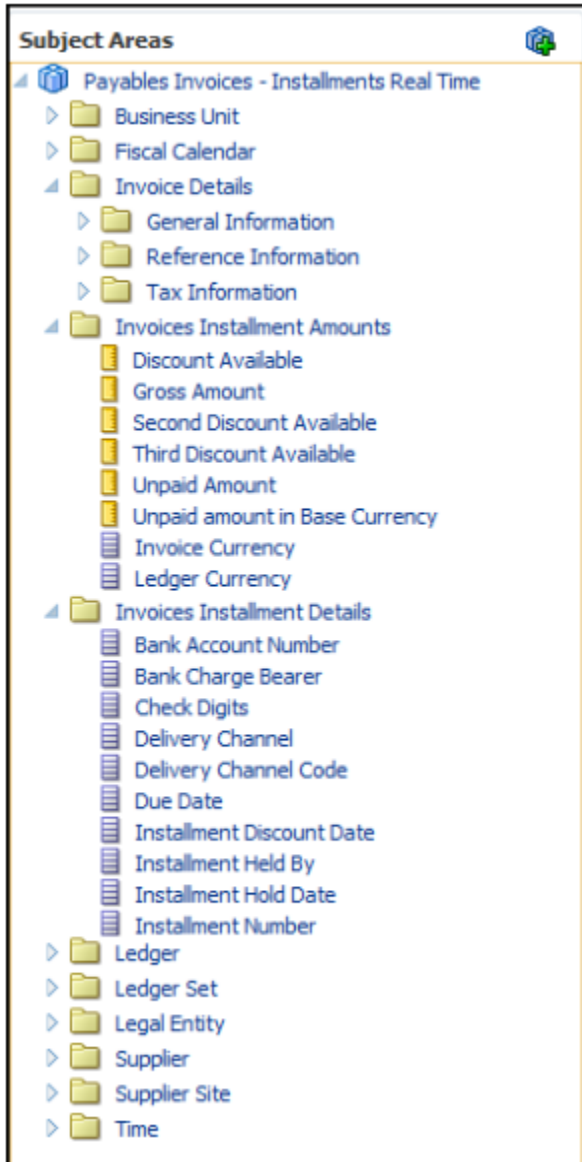 Subject Areas
Payables Invoices - Installments Real Time
Business Unit
Fiscal Calendar
Invoice Details
General Information
Reference Information
Tax Information
Invoices Installment Amounts
Discount Available
Gross Amount
Second Discount Available
Third Discount Available
Unpaid Amount
Unpaid amount in Base Currency
Invoice Currency
Ledger Currency
Invoices Installment Details
Bank Account Number
Bank Charge Bearer
Check Digits
Delivery Channel
Delivery Channel Code
Due Date
Installment Discount Date
Installment Held By
Installment Hold Date
Installment Number
Ledger
Ledger Set
Legal Entity
Supplier
Supplier Site
Time